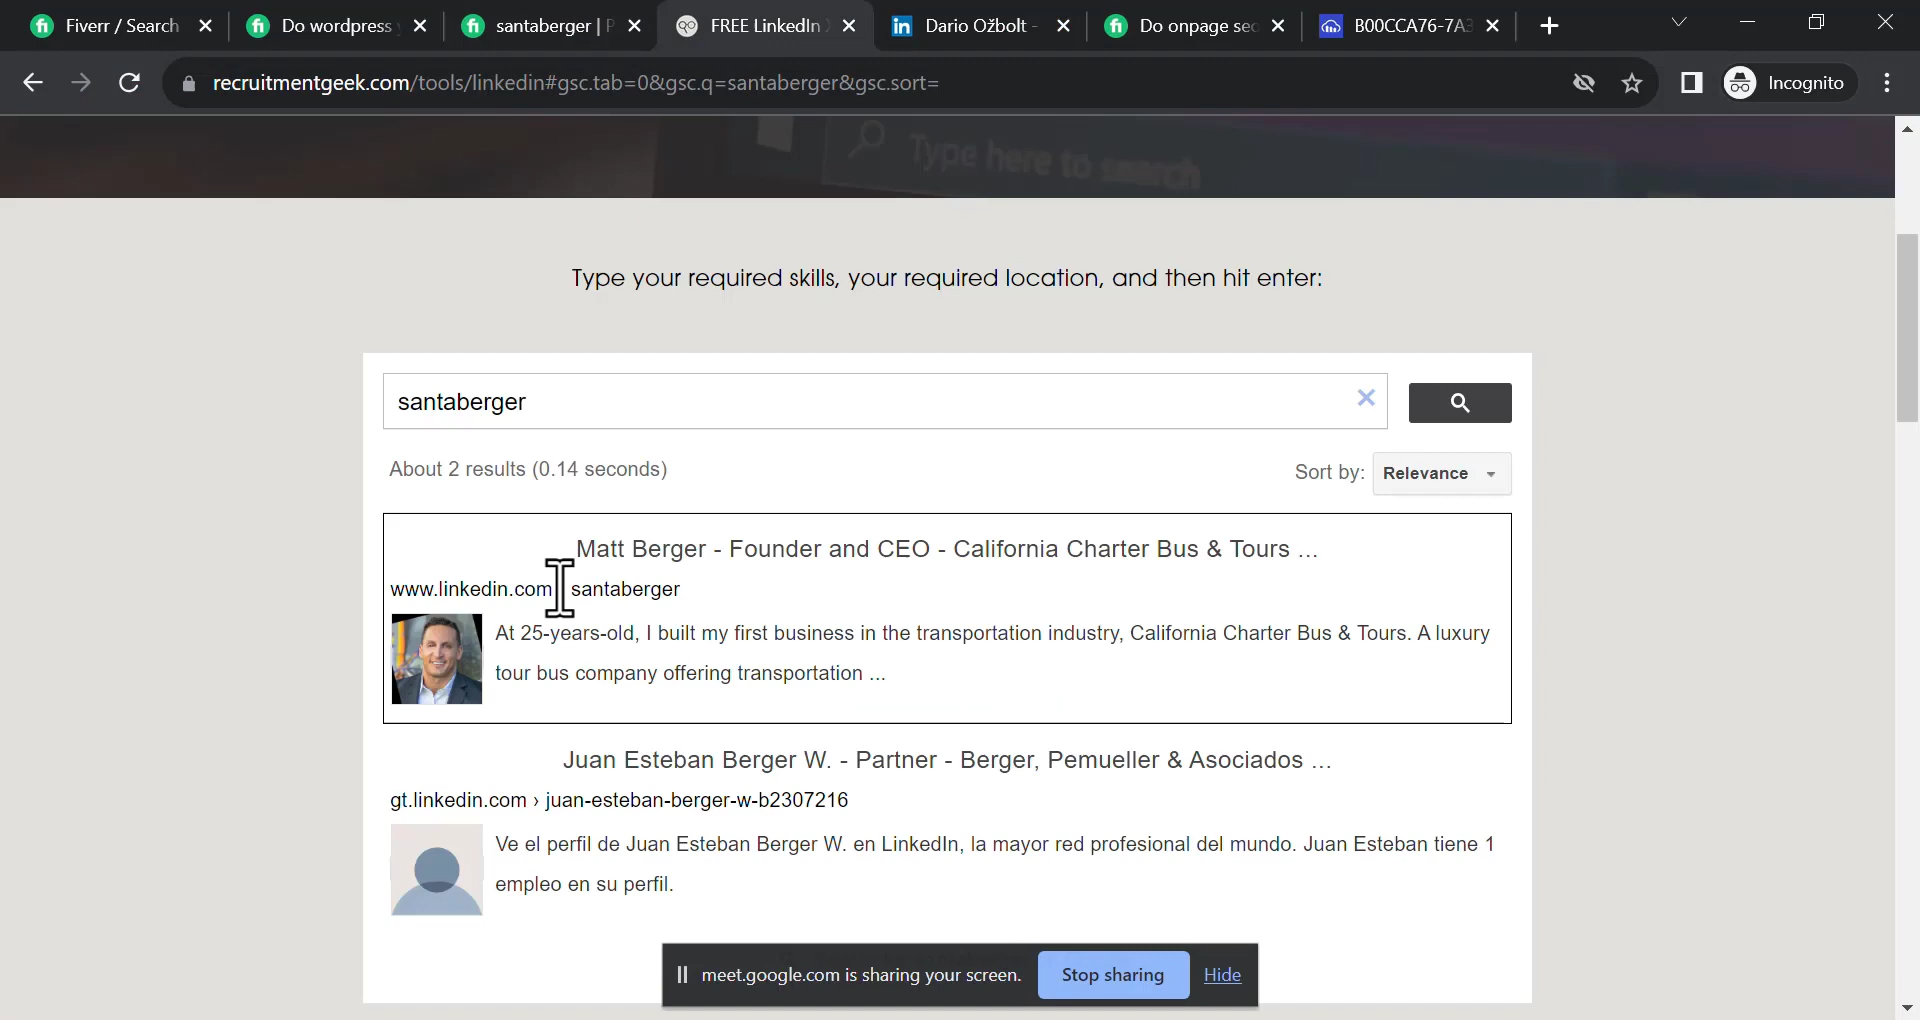 Fiverr / Search
Do wordpress
santaberger | P
FREE LinkedIn
Dario Ožbolt -
Do onpage seo
B00CCA76-7A3
recruitmentgeek.com/tools/linkedin#gsc.tab=0&gsc.q=santaberger&gsc.sort=
Incognito
Type here to search
Type your required skills, your required location, and then hit enter:
santaberger
About 2 results (0.14 seconds)
Sort by: Relevance
Matt Berger - Founder and CEO - California Charter Bus & Tours ...
www.linkedin.com santaberger
At 25-years-old, I built my first business in the transportation industry, California Charter Bus & Tours. A luxury
tour bus company offering transportation ...
Juan Esteban Berger W. - Partner - Berger, Pemueller & Asociados ...
gt.linkedin.com › juan-esteban-berger-w-b2307216
Ve el perfil de Juan Esteban Berger W. en LinkedIn, la mayor red profesional del mundo. Juan Esteban tiene 1
empleo en su perfil.
meet.google.com is sharing your screen.
Stop sharing
Hide